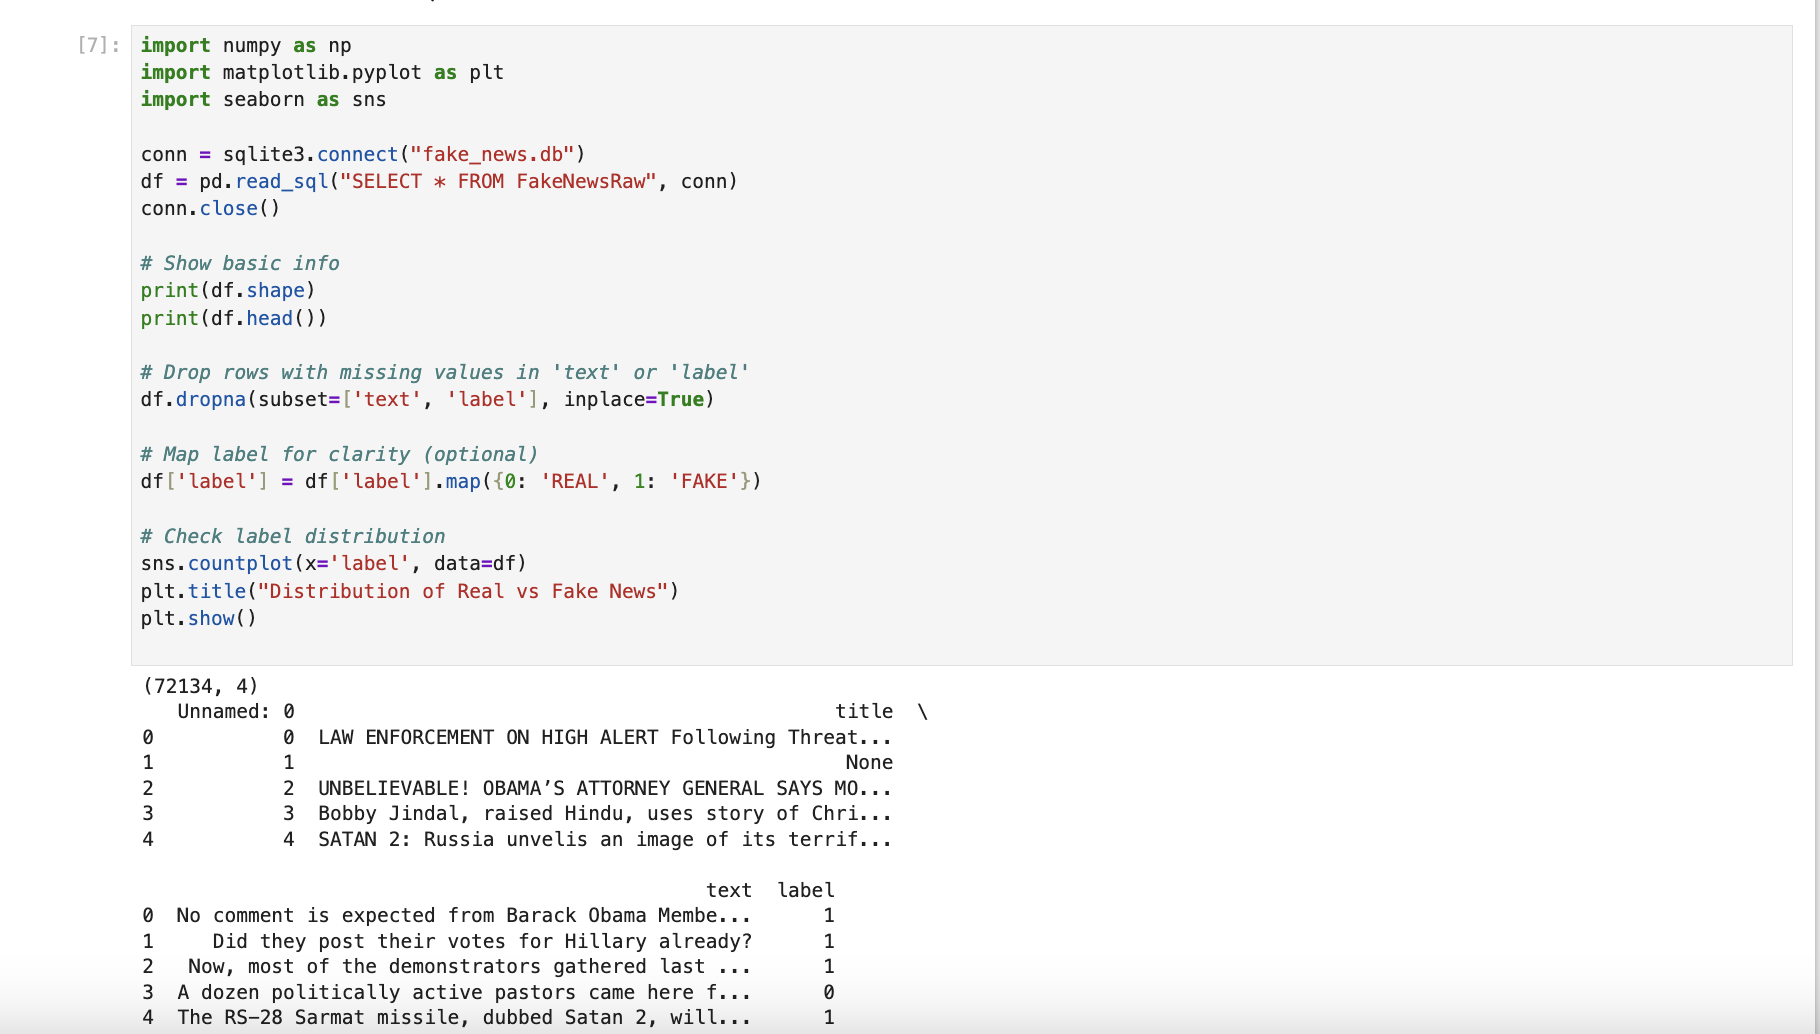 [7]: import numpy as np
import matplotlib.pyplot as plt
import seaborn as sns
conn = sqlite3.connect("fake_news.db")
df = pd.read_sql("SELECT * FROM FakeNewsRaw", conn)
conn.close()
# Show basic info
print(df.shape)
print(df.head())
# Drop rows with missing values in 'text' or 'label'
df.dropna(subset=['text', 'label'], inplace=True)
# Map label for clarity (optional)
df['label'] = df['label'].map({0: 'REAL', 1: 'FAKE'})
# Check label distribution
sns.countplot(x='label', data=df)
plt.title("Distribution of Real vs Fake News")
plt.show()
(72134, 4)
   Unnamed: 0                                              title  \
0           0  LAW ENFORCEMENT ON HIGH ALERT Following Threat...
1           1                                               None
2           2  UNBELIEVABLE! OBAMA’S ATTORNEY GENERAL SAYS MO...
3           3  Bobby Jindal, raised Hindu, uses story of Chri...
4           4  SATAN 2: Russia unvelis an image of its terrif...
                                                text  label
0  No comment is expected from Barack Obama Membe...      1
1     Did they post their votes for Hillary already?      1
2   Now, most of the demonstrators gathered last ...      1
3  A dozen politically active pastors came here f...      0
4  The RS-28 Sarmat missile, dubbed Satan 2, will...      1